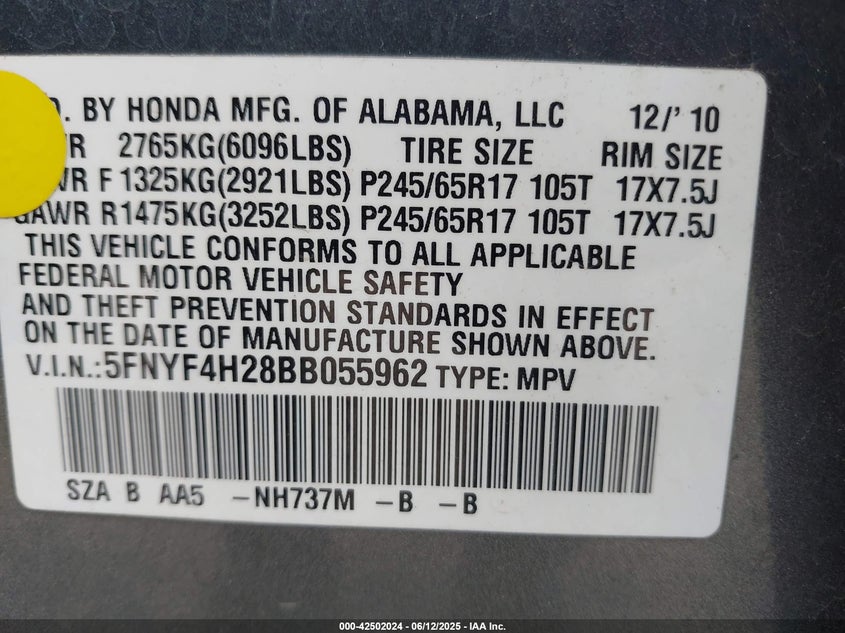 D. BY HONDA MFG. OF ALABAMA, LLC 12/' 10
WR 2765KG(6096LBS) TIRE SIZE RIM SIZE
WR F 1325KG(2921LBS) P245/65R17 105T 17X7.5J
GAWR R1475KG(3252LBS) P245/65R17 105T 17X7.5J
THIS VEHICLE CONFORMS TO ALL APPLICABLE
FEDERAL MOTOR VEHICLE SAFETY
AND THEFT PREVENTION STANDARDS IN EFFECT
ON THE DATE OF MANUFACTURE SHOWN ABOVE.
V.I.N.:5FNYF4H28BB055962 TYPE: MPV
SZA B AA5 -NH737M -B -B
000-42502024 - 06/12/2025 - IAA Inc.